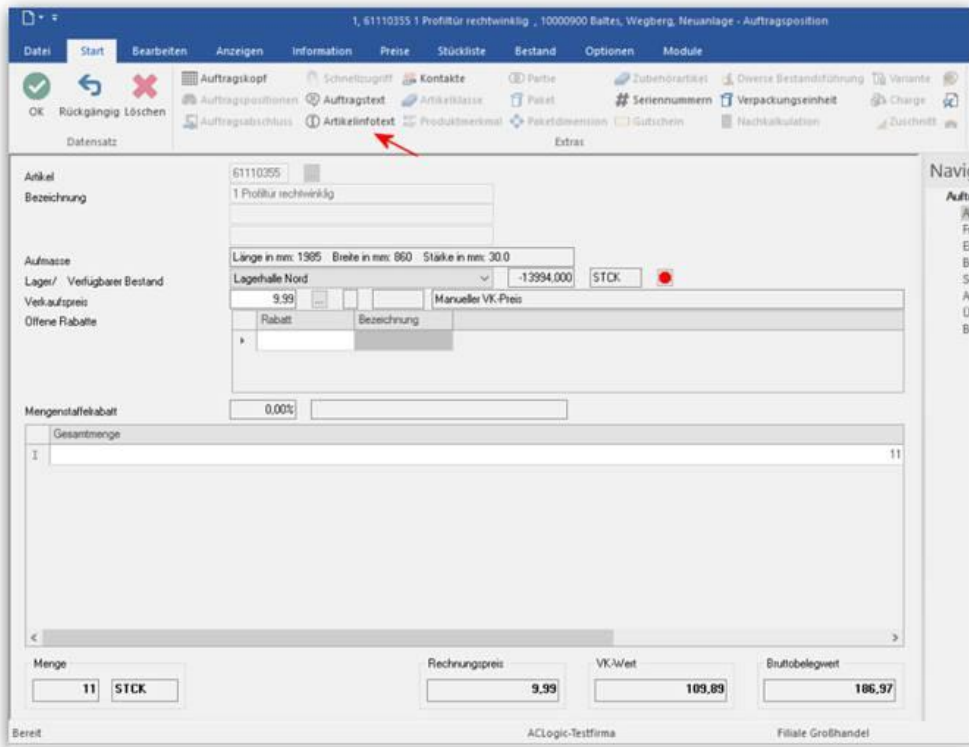 1, 61110355 1 Profiltür rechtwinklig , 10000900 Baltes, Wegberg, Neuanlage - Auftragsposition
Datei Start Bearbeiten Anzeigen Information Preise Stückliste Bestand Optionen Module
Auftragskopf Schnellzugriff Kontakte Partie Zubehörartikel Diverse Bestandsführung Variante
Auftragspositionen Auftragstext Artikelklasse Paket # Seriennummern Verpackungseinheit Charge
OK Rückgängig Löschen
Auftragsabschluss Artikelinfotext Produktmerkmal Paketdimension Gutschein Nachkalkulation Zuschnitt
Datensatz Extras
Artikel 61110355
Bezeichnung 1 Profiltür rechtwinklig
Aufmasse Länge in mm: 1985 Breite in mm: 860 Stärke in mm: 30.0
Lager/ Verfügbarer Bestand Lagerhalle Nord -13994,000 STCK
Verkaufspreis 9,99 ... Manueller VK-Preis
Offene Rabatte Rabatt Bezeichnung
Mengenstaffelrabatt 0,00%
Gesamtmenge
11
Menge Rechnungspreis VK-Wert Bruttobelegwert
11 STCK 9,99 109,89 186,97
Bereit ACLogic-Testfirma Filiale Großhandel
Navi